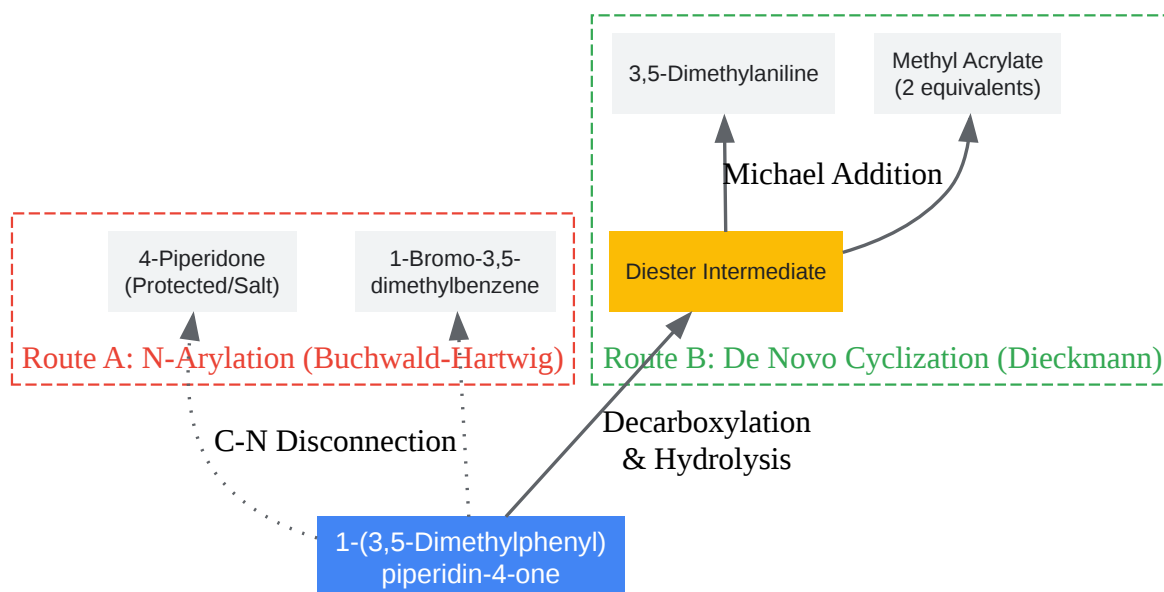 3,5-Dimethylaniline
Methyl Acrylate
(2 equivalents)
Michael Addition
4-Piperidone
(Protected/Salt)
1-Bromo-3,5-
dimethylbenzene
Diester Intermediate
Route A: N-Arylation (Buchwald-Hartwig)
Route B: De Novo Cyclization (Dieckmann)
C-N Disconnection
Decarboxylation
& Hydrolysis
1-(3,5-Dimethylphenyl)
piperidin-4-one